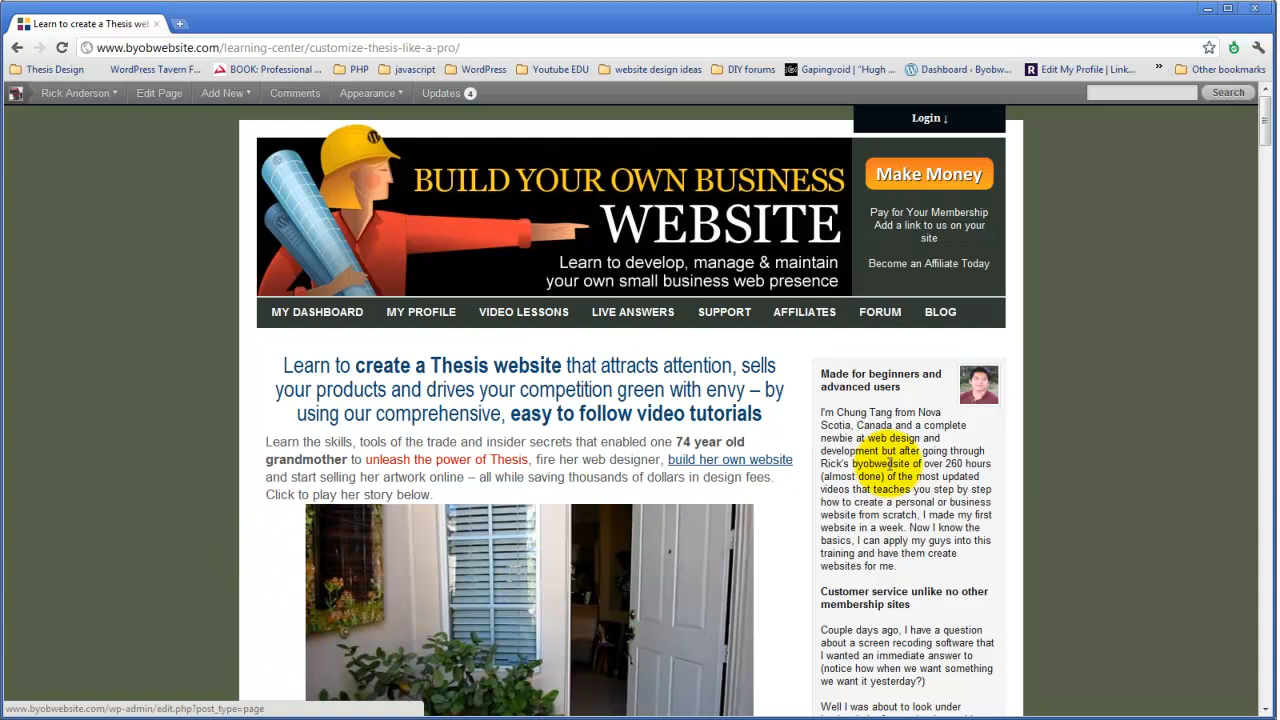 Learn to create a Thesis wel
www.byobwebsite.com/learning-center/customize-thesis-like-a-pro/
Thesis Design WordPress Tavern F... BOOK: Professional ... PHP javascript WordPress Youtube EDU website design ideas DIY forums Gapingvoid | "Hugh ... Dashboard ‹ Byobw... Edit My Profile | Link... » Other bookmarks
Rick Anderson Edit Page Add New Comments Appearance Updates 4 Search
Login ↓
BUILD YOUR OWN BUSINESS
WEBSITE
Learn to develop, manage & maintain
your own small business web presence
Make Money
Pay for Your Membership
Add a link to us on your
site
Become an Affiliate Today
MY DASHBOARD MY PROFILE VIDEO LESSONS LIVE ANSWERS SUPPORT AFFILIATES FORUM BLOG
Learn to create a Thesis website that attracts attention, sells
your products and drives your competition green with envy – by
using our comprehensive, easy to follow video tutorials
Learn the skills, tools of the trade and insider secrets that enabled one 74 year old
grandmother to unleash the power of Thesis, fire her web designer, build her own website
and start selling her artwork online – all while saving thousands of dollars in design fees.
Click to play her story below.
Made for beginners and
advanced users
I'm Chung Tang from Nova
Scotia, Canada and a complete
newbie at web design and
development but after going through
Rick's byobwedsite of over 260 hours
(almost done) of the most updated
videos that teaches you step by step
how to create a personal or business
website from scratch, I made my first
website in a week. Now I know the
basics, I can apply my guys into this
training and have them create
websites for me.
Customer service unlike no other
membership sites
Couple days ago, I have a question
about a screen recoding software that
I wanted an immediate answer to
(notice how when we want something
we want it yesterday?)
Well I was about to look under
www.byobwebsite.com/wp-admin/edit.php?post_type=page